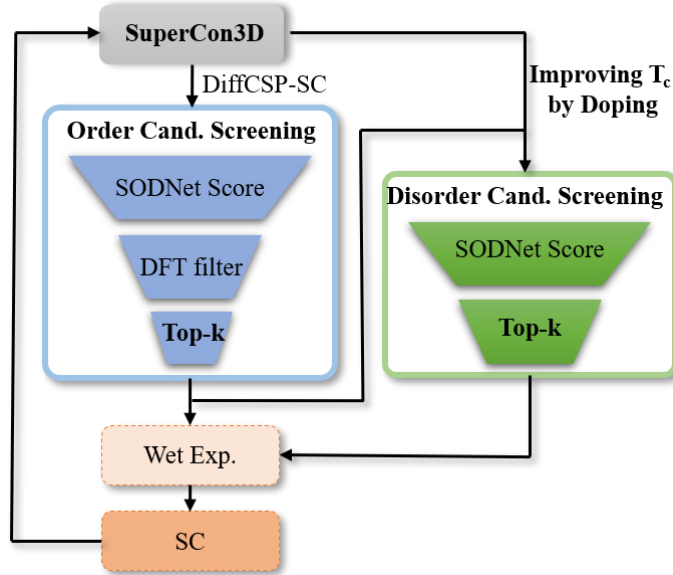 SuperCon3D
DiffCSP-SC
Improving T_c
by Doping
Order Cand. Screening
SODNet Score
DFT filter
Top-k
Disorder Cand. Screening
SODNet Score
Top-k
Wet Exp.
SC